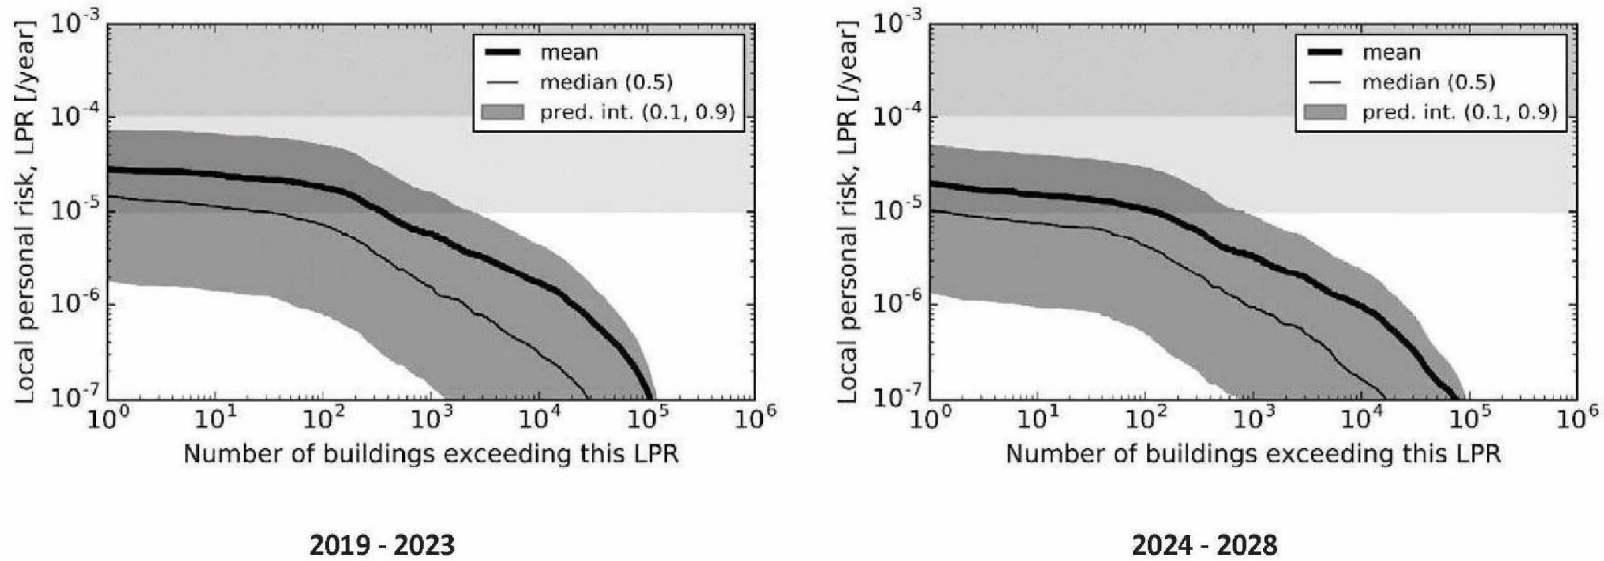 10^-3
10^-4
10^-5
10^-6
10^-7
Local personal risk, LPR [/year]
mean
median (0.5)
pred. int. (0.1, 0.9)
10^0 10^1 10^2 10^3 10^4 10^5 10^6
Number of buildings exceeding this LPR
2019 - 2023
10^-3
10^-4
10^-5
10^-6
10^-7
Local personal risk, LPR [/year]
mean
median (0.5)
pred. int. (0.1, 0.9)
10^0 10^1 10^2 10^3 10^4 10^5 10^6
Number of buildings exceeding this LPR
2024 - 2028